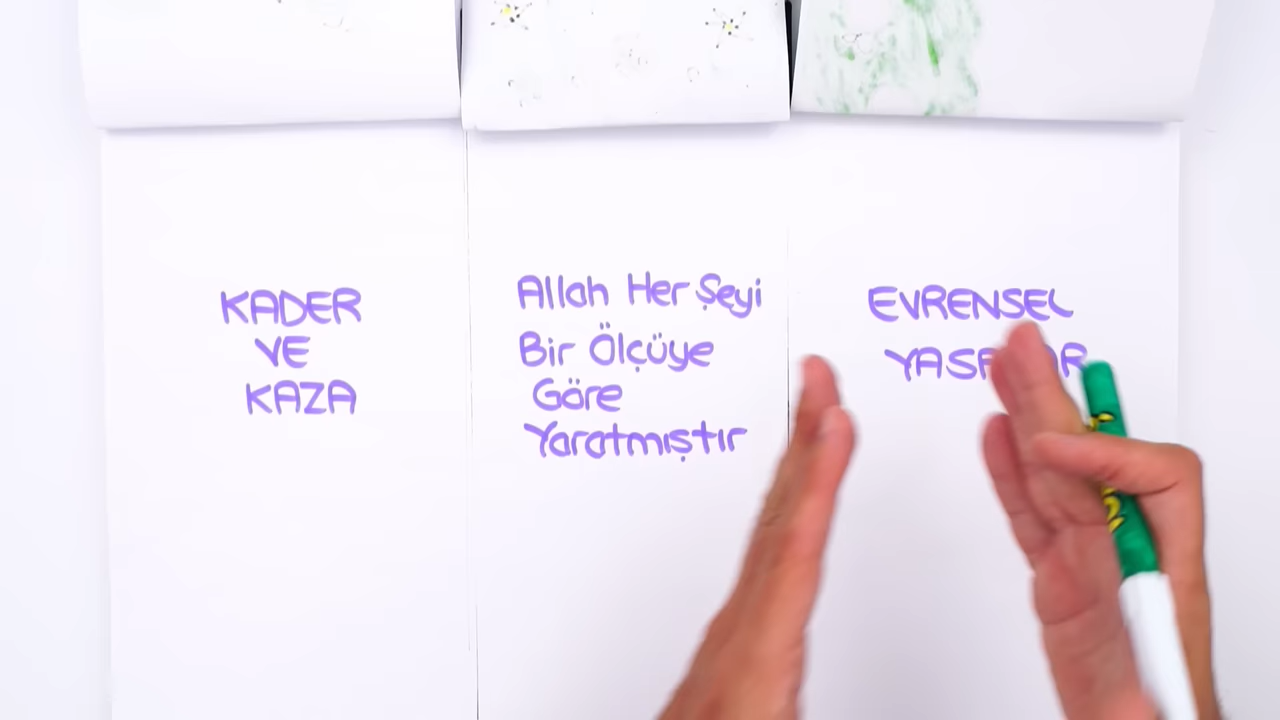 KADER
VE
KAZA
Allah Her Şeyi
Bir Ölçüye
Göre
Yaratmıştır
EVRENSEL